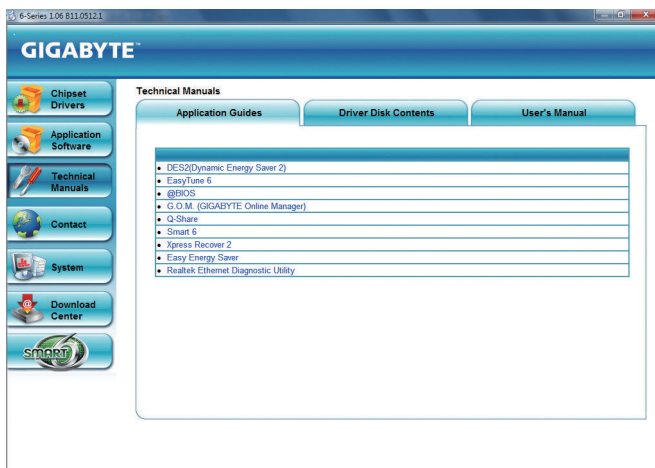 6-Series 1.06 B11.0512.1
GIGABYTE™
Chipset
Drivers
Application
Software
Technical
Manuals
Contact
System
Download
Center
SMART 6
Technical Manuals
Application Guides
Driver Disk Contents
User's Manual
• DES2(Dynamic Energy Saver 2)
• EasyTune 6
• @BIOS
• G.O.M. (GIGABYTE Online Manager)
• Q-Share
• Smart 6
• Xpress Recover 2
• Easy Energy Saver
• Realtek Ethernet Diagnostic Utility